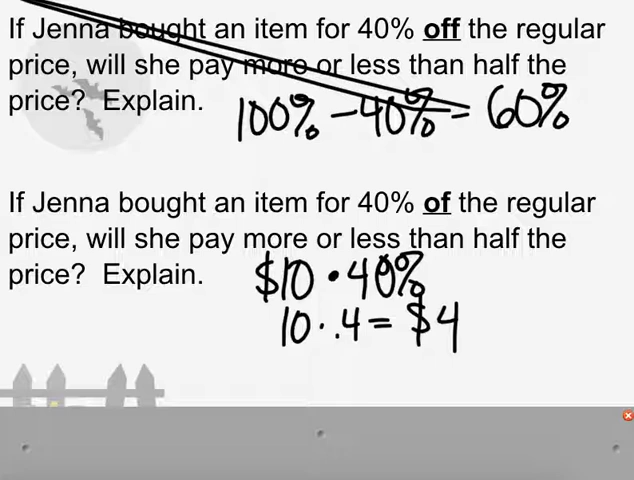 If Jenna bought an item for 40% off the regular
price, will she pay more or less than half the
price? Explain.
100% - 40% = 60%
If Jenna bought an item for 40% of the regular
price, will she pay more or less than half the
price? Explain.
$10 · 40%
10 · .4 = $4